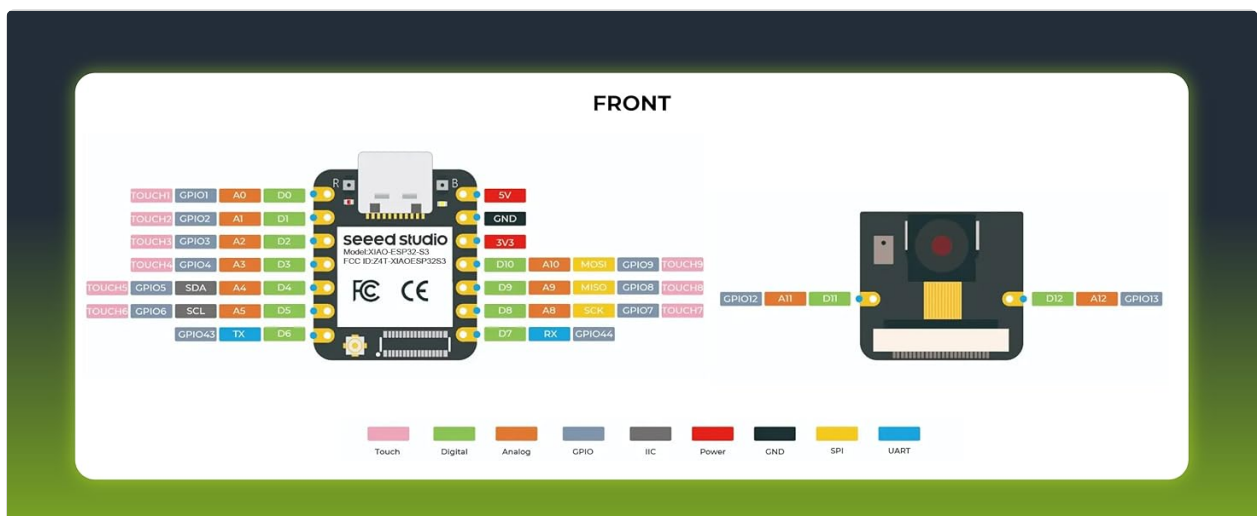 FRONT
R B
TOUCH1 GPIO1 A0 D0 5V
TOUCH2 GPIO2 A1 D1 GND
TOUCH3 GPIO3 A2 D2 seeed studio 3V3
Model:XIAO-ESP32-S3
FCC ID:Z4T-XIAOESP32S3
TOUCH4 GPIO4 A3 D3 D10 A10 MOSI GPIO9 TOUCH9
TOUCH5 GPIO5 SDA A4 D4 FC CE D9 A9 MISO GPIO8 TOUCH8
TOUCH6 GPIO6 SCL A5 D5 D8 A8 SCK GPIO7 TOUCH7
GPIO43 TX D6 D7 RX GPIO44
GPIO12 A11 D11 D12 A12 GPIO13
Touch Digital Analog GPIO IIC Power GND SPI UART